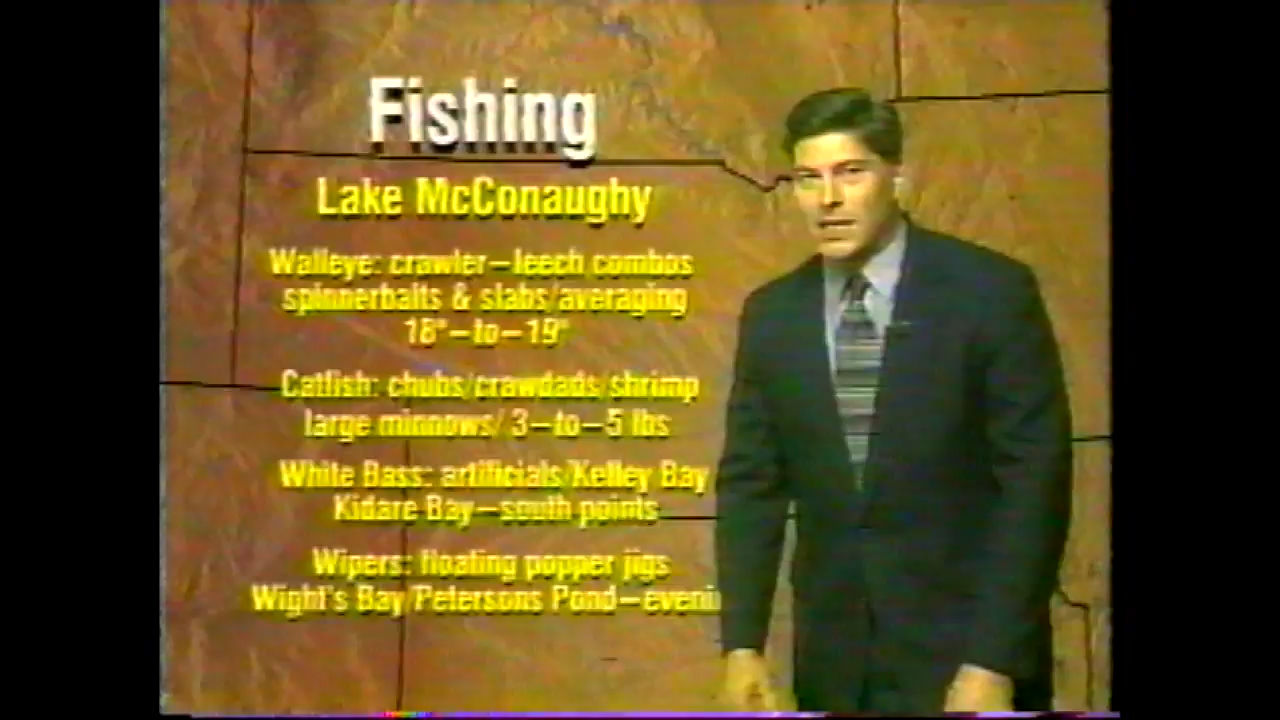 Fishing
Lake McConaughy
Walleye: crawler-leech combos
spinnerbaits & slabs/averaging
18"-to-19"
Catfish: chubs/crawdads/shrimp
large minnows/ 3-to-5 lbs
White Bass: artificials/Kelley Bay
Kidare Bay-south points
Wipers: floating popper jigs
Wight's Bay/Petersons Pond-eveni